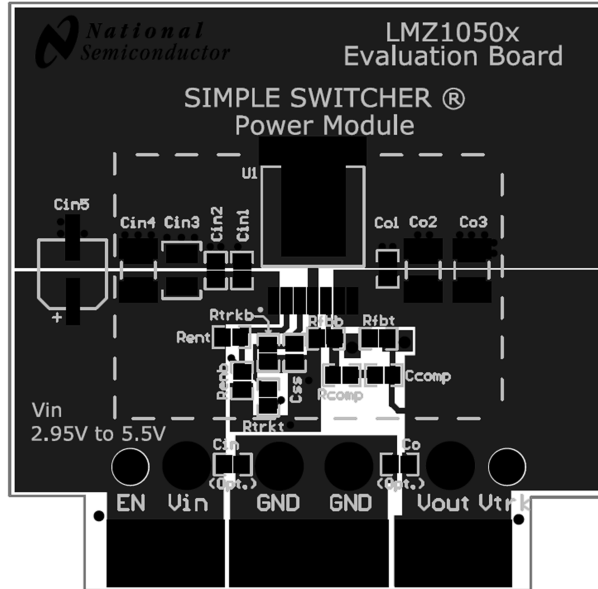 National
Semiconductor
LMZ1050x
Evaluation Board
SIMPLE SWITCHER ®
Power Module
U1
Cin5
Cin4
Cin3
Cin2
Cin1
Co1
Co2
Co3
Rtrkb
Rent
Rfbt
Css
Rcomp
Ccomp
Rtrkt
+
Vin
2.95V to 5.5V
Cin
(Opt.)
Co
(Opt.)
EN
Vin
GND
GND
Vout
Vtrk